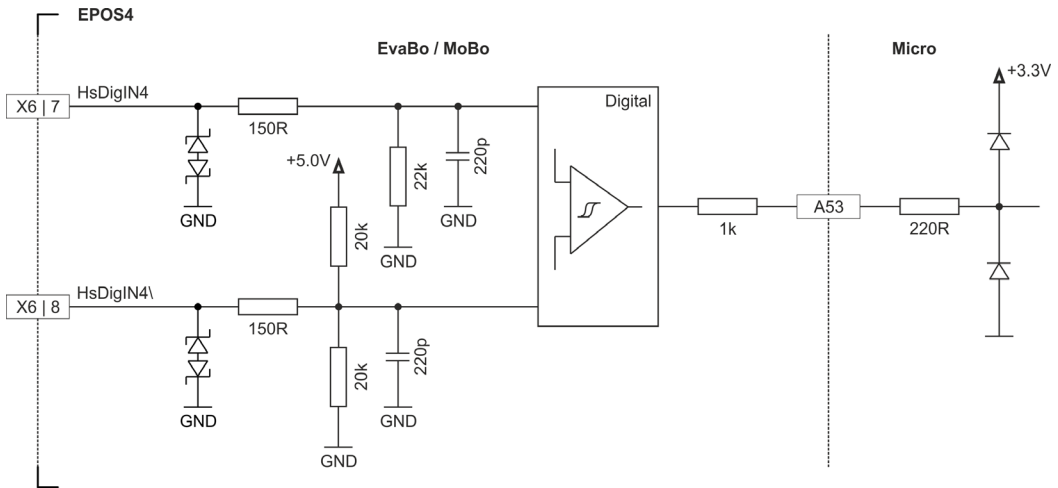 EPOS4
EvaBo / MoBo
Micro
X6 | 7
HsDigIN4
150R
GND
+5.0V
20k
22k
220p
GND
GND
Digital
1k
A53
220R
+3.3V
X6 | 8
HsDigIN4\
150R
GND
20k
220p
GND
GND